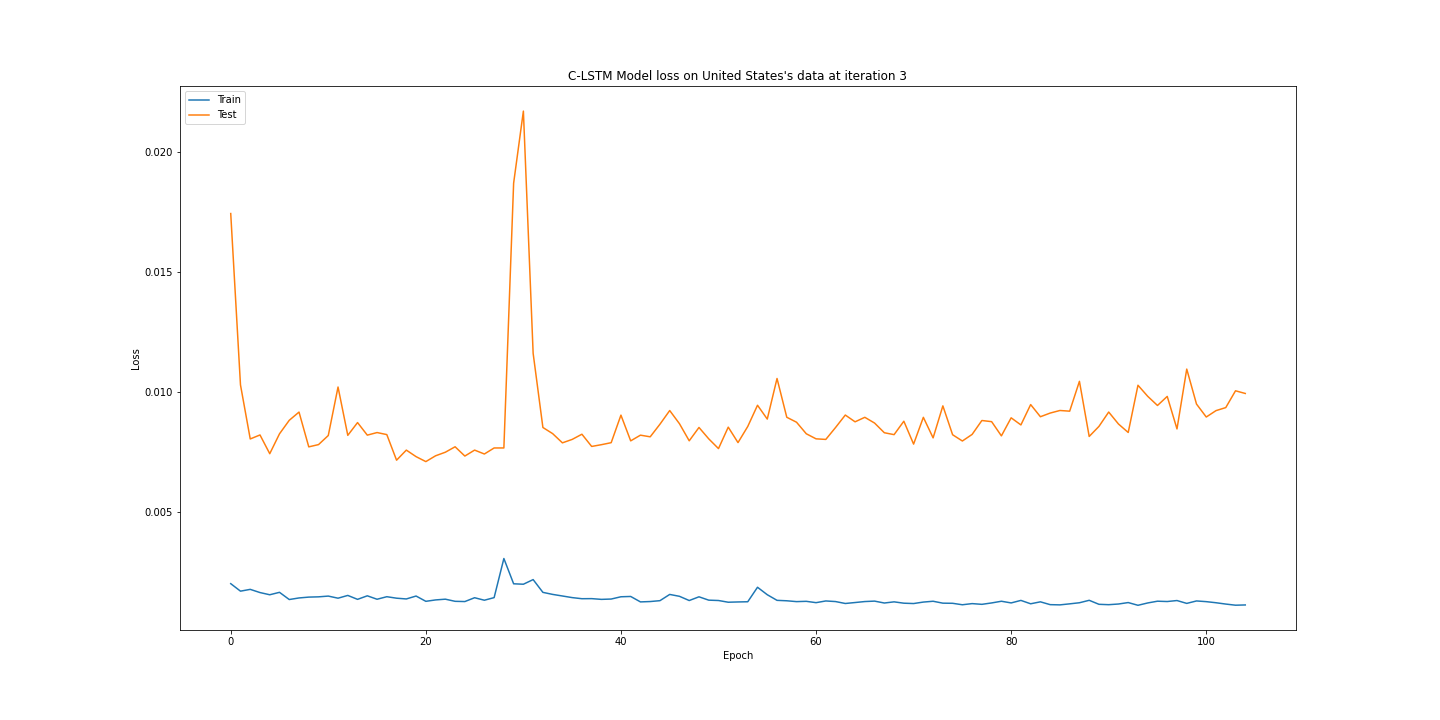 C-LSTM Model loss on United States's data at iteration 3
Train
Test
0.020
0.015
0.010
0.005
Loss
0 20 40 60 80 100
Epoch